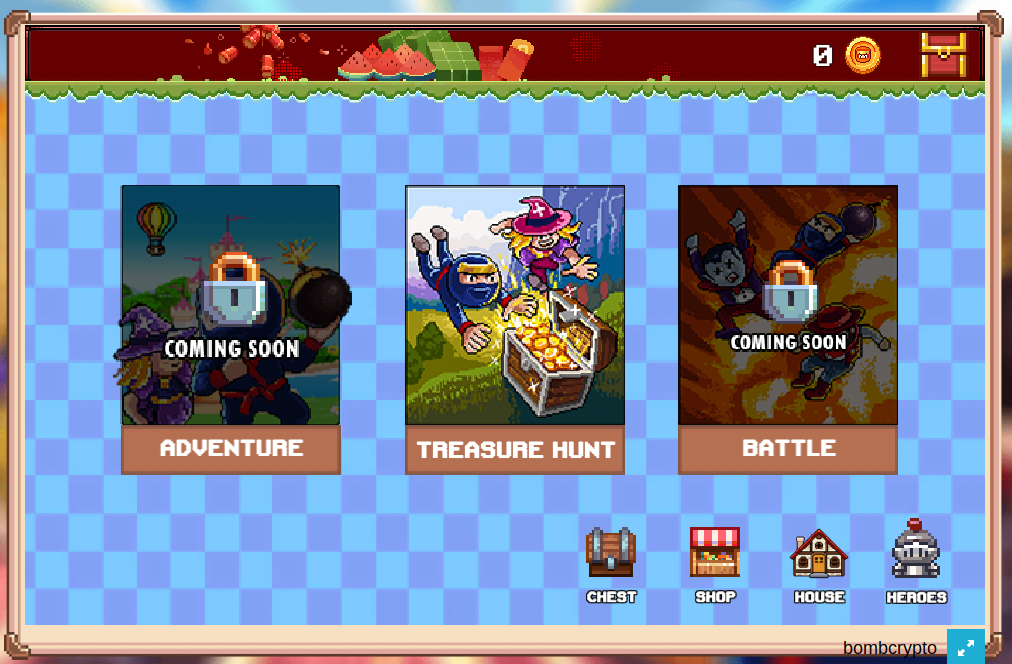 0
COMING SOON
COMING SOON
ADVENTURE
TREASURE HUNT
BATTLE
CHEST
SHOP
HOUSE
HEROES
bombcrypto